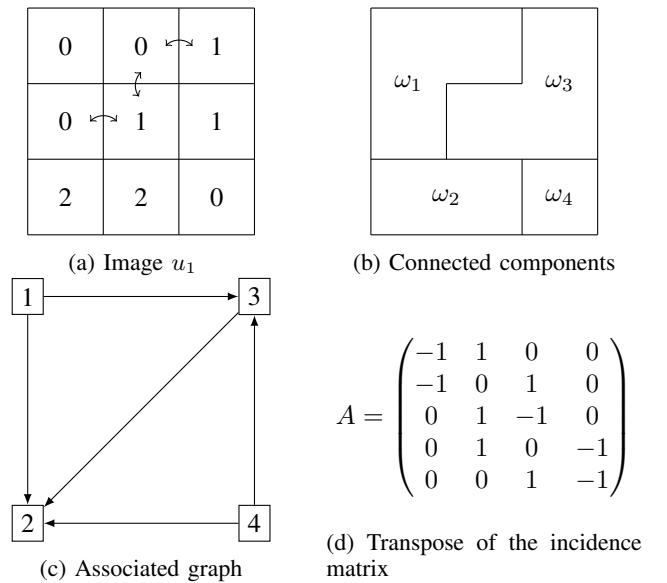 0 0 1
0 1 1
2 2 0
(a) Image u₁
ω₁ ω₃
ω₂ ω₄
(b) Connected components
1 3
2 4
(c) Associated graph
A = 
−1 1 0 0
−1 0 1 0
0 1 −1 0
0 1 0 −1
0 0 1 −1
(d) Transpose of the incidence
matrix